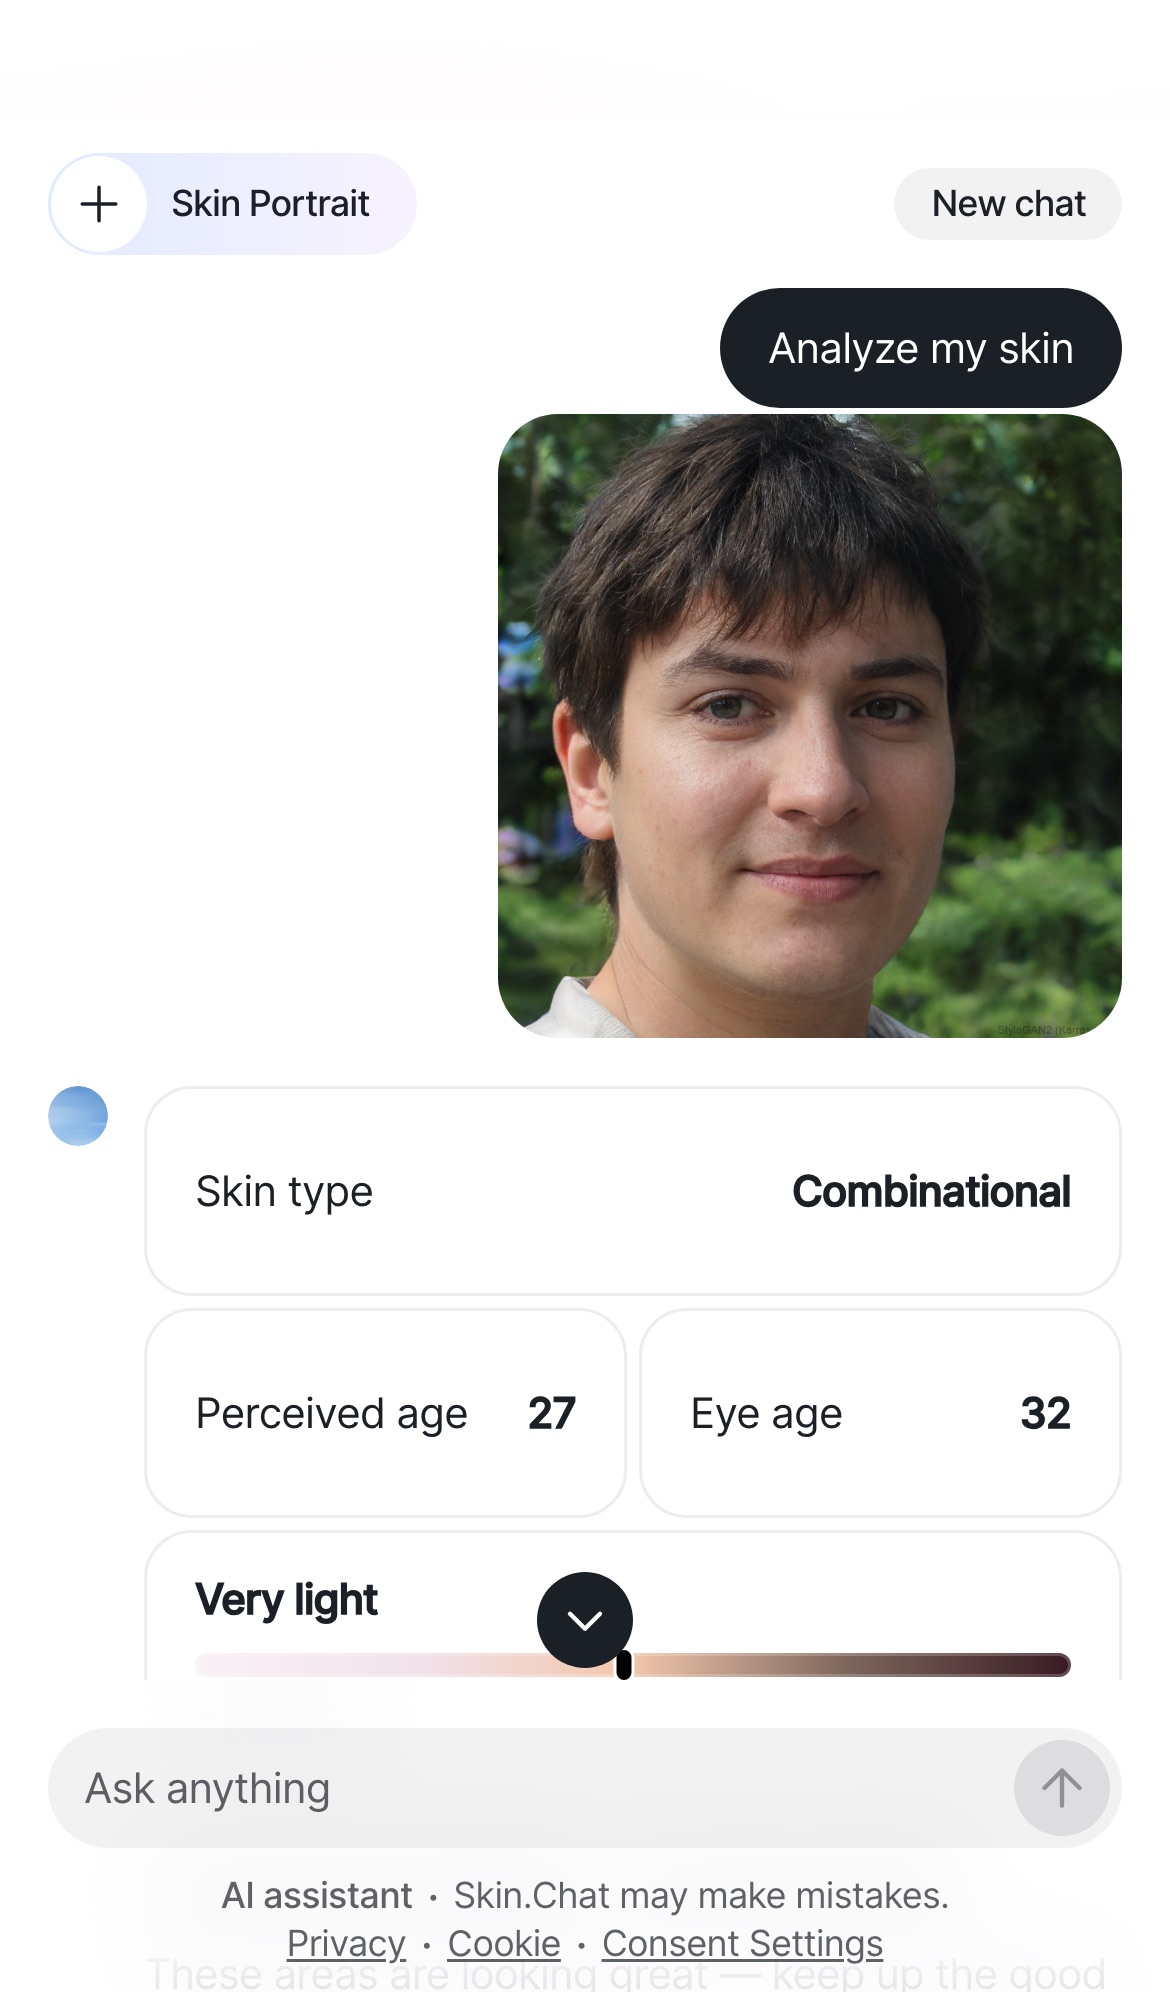 Skin Portrait
New chat
Analyze my skin
StyleGAN2 (Karras
Skin type
Combinational
Perceived age 27
Eye age 32
Very light
Ask anything
AI assistant • Skin.Chat may make mistakes.
Privacy • Cookie • Consent Settings
These areas are looking great — keep up the good